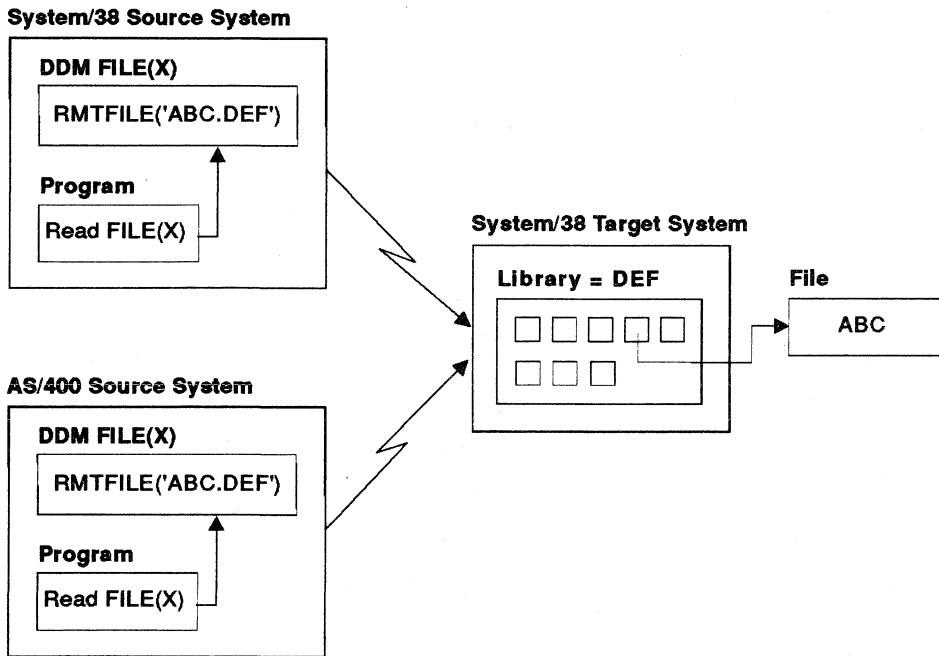 System/38 Source System
DDM FILE(X)
RMTFILE('ABC.DEF')
Program
Read FILE(X)
System/38 Target System
Library = DEF
File
ABC
AS/400 Source System
DDM FILE(X)
RMTFILE('ABC.DEF')
Program
Read FILE(X)